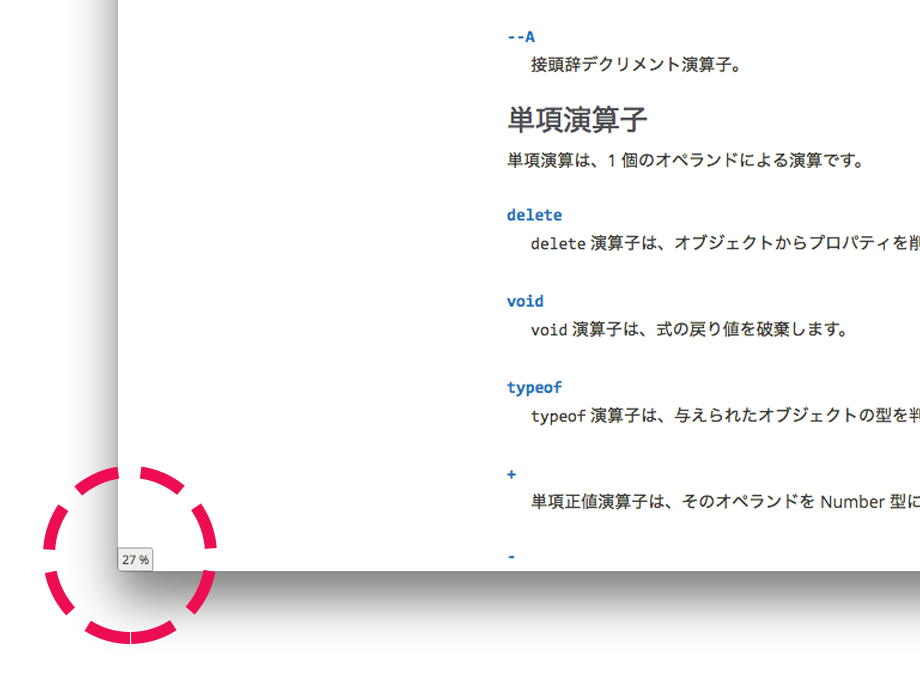 --A
接頭辞デクリメント演算子。
単項演算子
単項演算は、1 個のオペランドによる演算です。
delete
delete 演算子は、オブジェクトからプロパティを削
void
void 演算子は、式の戻り値を破棄します。
typeof
typeof 演算子は、与えられたオブジェクトの型を判
+
単項正値演算子は、そのオペランドを Number 型に
-
27 %